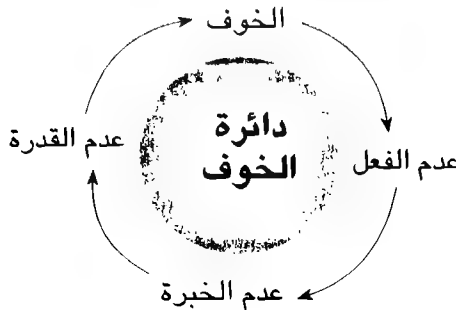 الخوف
دائرة
الخوف
عدم الفعل
عدم القدرة
عدم الخبرة